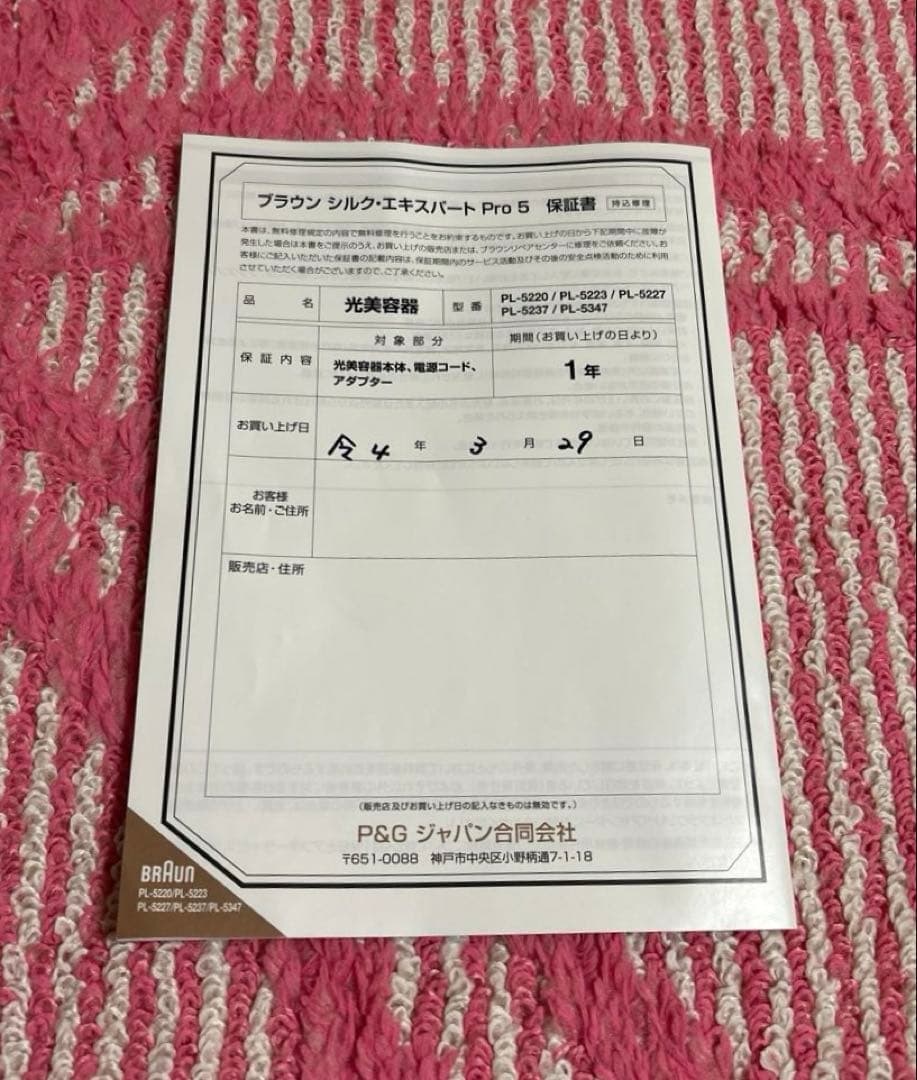 ブラウン シルク・エキスパート Pro 5 保証書 持込修理
本書は、無料修理規定の内容で無料修理を行うことをお約束するものです。お買い上げの日から下記期間中に故障が
発生した場合は本書をご提示のうえ、お買い上げの販売店または、ブラウンリペアセンターに修理をご依頼ください。お
客様にご記入いただいた保証書の記載内容は、保証期間内のサービス活動及びその後の安全点検活動のために利用
させていただく場合がございますので、ご了承ください。
品名 光美容器 型番 PL-5220 / PL-5223 / PL-5227
PL-5237 / PL-5347
保証内容 対象部分 期間(お買い上げの日より)
光美容器本体、電源コード、
アダプター
1年
お買い上げ日 令4年3月29日
お客様
お名前・ご住所
販売店・住所
(販売店及びお買い上げ日の記入なきものは無効です。)
P&G ジャパン合同会社
〒651-0088 神戸市中央区小野柄通7-1-18
BRAUN
PL-5220/PL-5223
PL-5227/PL-5237/PL-5347